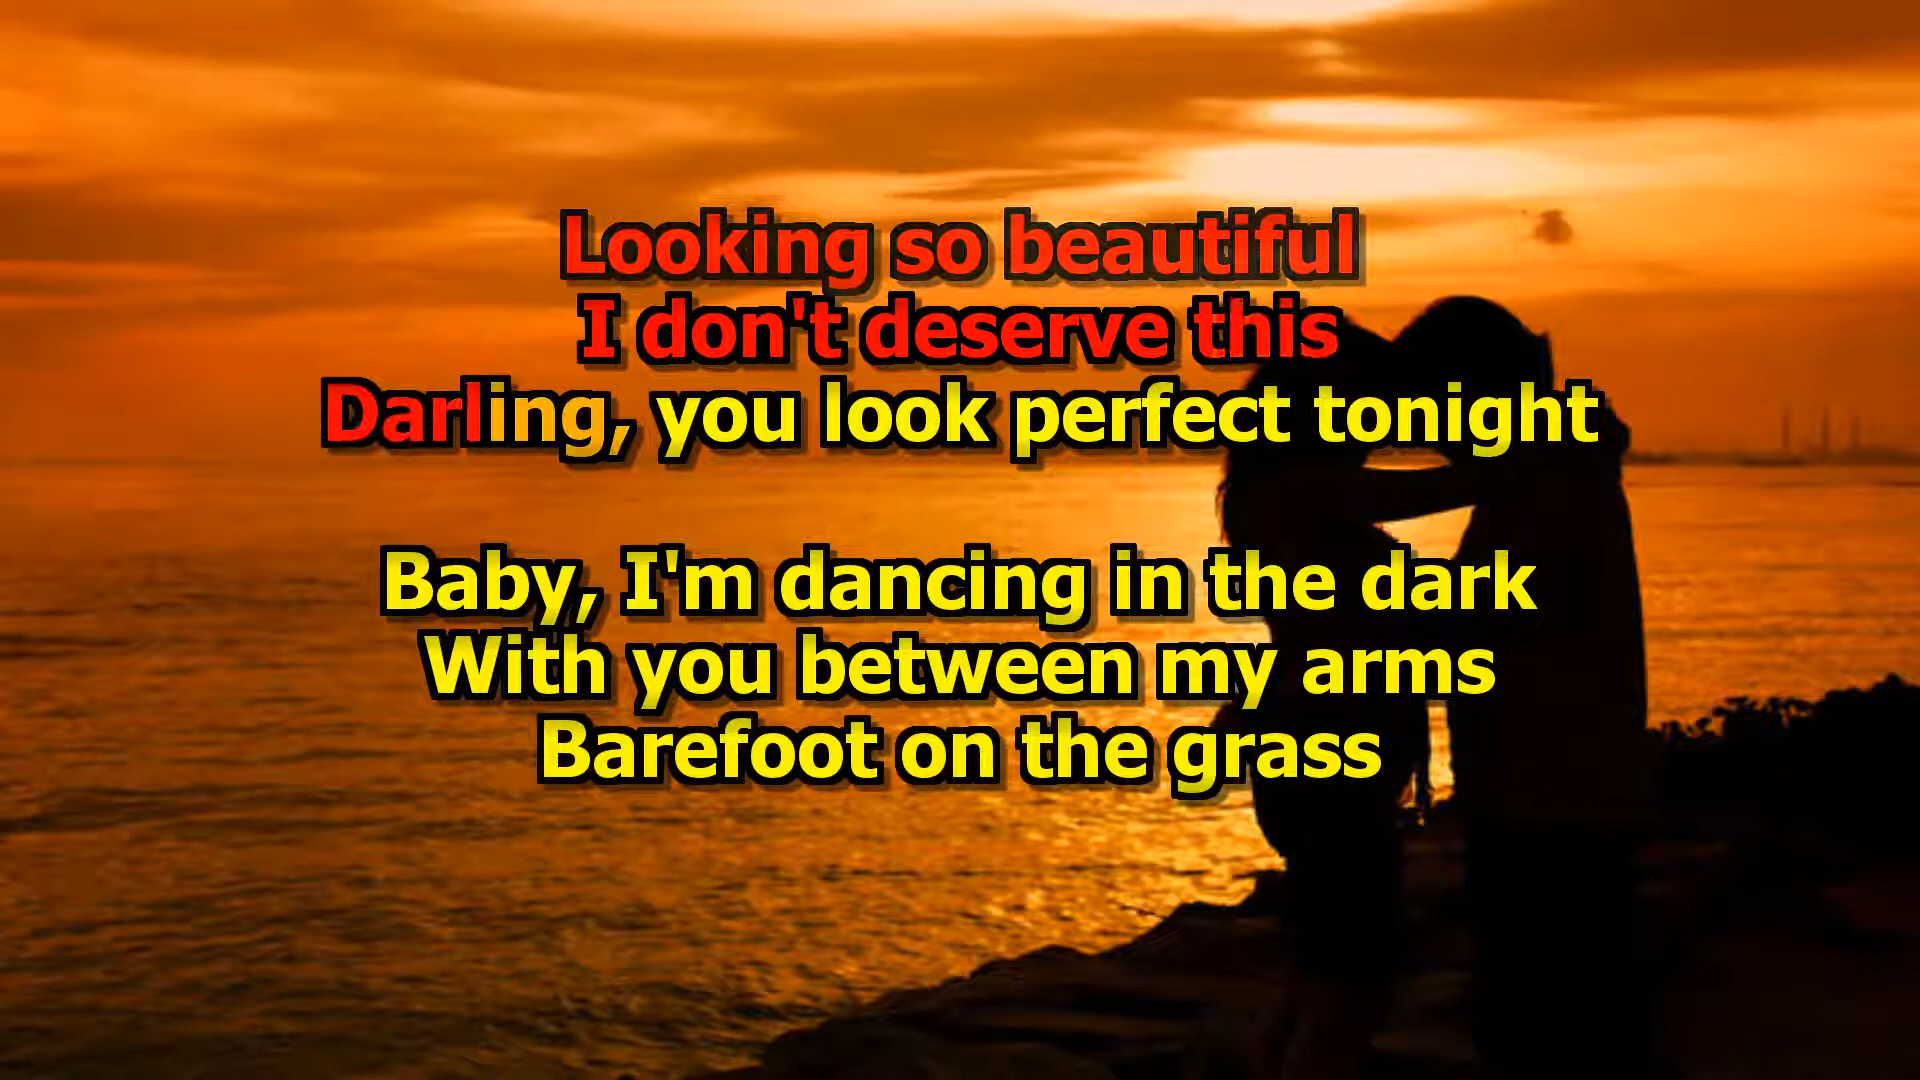 Looking so beautiful
I don't deserve this
Darling, you look perfect tonight
Baby, I'm dancing in the dark
With you between my arms
Barefoot on the grass